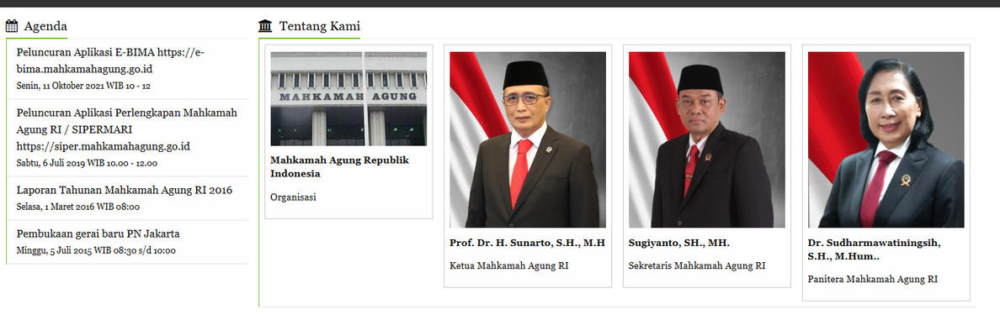 Agenda
Peluncuran Aplikasi E-BIMA https://e-
bima.mahkamahagung.go.id
Senin, 11 Oktober 2021 WIB 10 - 12
Peluncuran Aplikasi Perlengkapan Mahkamah
Agung RI / SIPERMARI
https://siper.mahkamahagung.go.id
Sabtu, 6 Juli 2019 WIB 10.00 - 12.00
Laporan Tahunan Mahkamah Agung RI 2016
Selasa, 1 Maret 2016 WIB 08:00
Pembukaan gerai baru PN Jakarta
Minggu, 5 Juli 2015 WIB 08:30 s/d 10:00
Tentang Kami
MAHKAMAH AGUNG
Mahkamah Agung Republik
Indonesia
Organisasi
Prof. Dr. H. Sunarto, S.H., M.H
Ketua Mahkamah Agung RI
Sugiyanto, SH., MH.
Sekretaris Mahkamah Agung RI
Dr. Sudharmawatiningsih,
S.H., M.Hum..
Panitera Mahkamah Agung RI